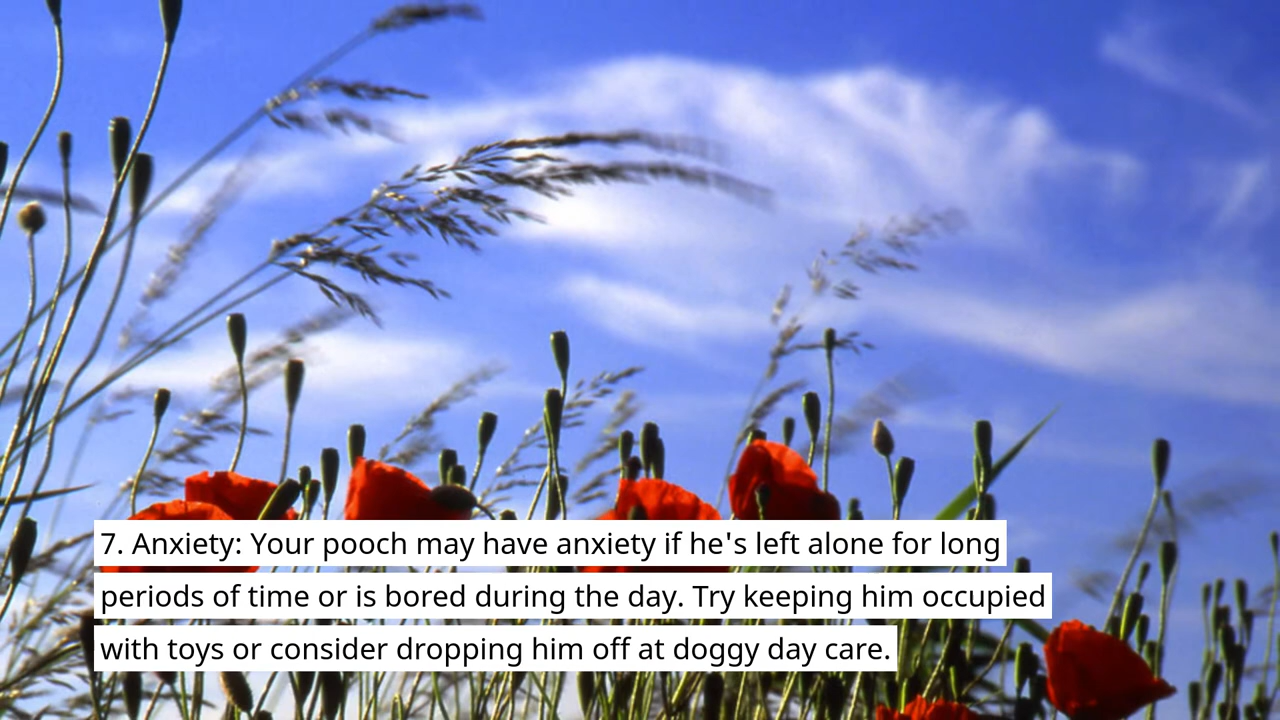 7. Anxiety: Your pooch may have anxiety if he's left alone for long
periods of time or is bored during the day. Try keeping him occupied
with toys or consider dropping him off at doggy day care.